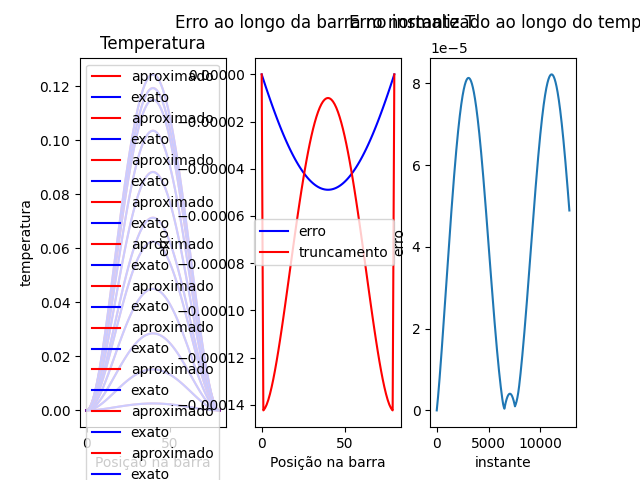 Erro ao longo da barra no instante T
Erro normalizado ao longo do temp
Temperatura
1e−5
aproximado
exato
aproximado
exato
aproximado
exato
aproximado
exato
aproximado
exato
aproximado
exato
aproximado
exato
aproximado
exato
aproximado
exato
aproximado
exato
0.12
0.10
0.08
0.06
0.04
0.02
0.00
temperatura
0
50
Posição na barra
0.00000
−0.00002
−0.00004
−0.00006
−0.00008
−0.00010
−0.00012
−0.00014
erro
erro
truncamento
0
50
Posição na barra
8
6
4
2
0
erro
0
5000
10000
instante